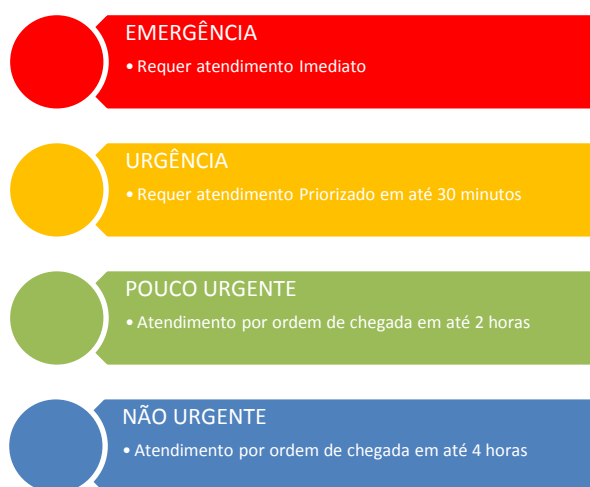 EMERGÊNCIA
• Requer atendimento Imediato
URGÊNCIA
• Requer atendimento Priorizado em até 30 minutos
POUCO URGENTE
• Atendimento por ordem de chegada em até 2 horas
NÃO URGENTE
• Atendimento por ordem de chegada em até 4 horas